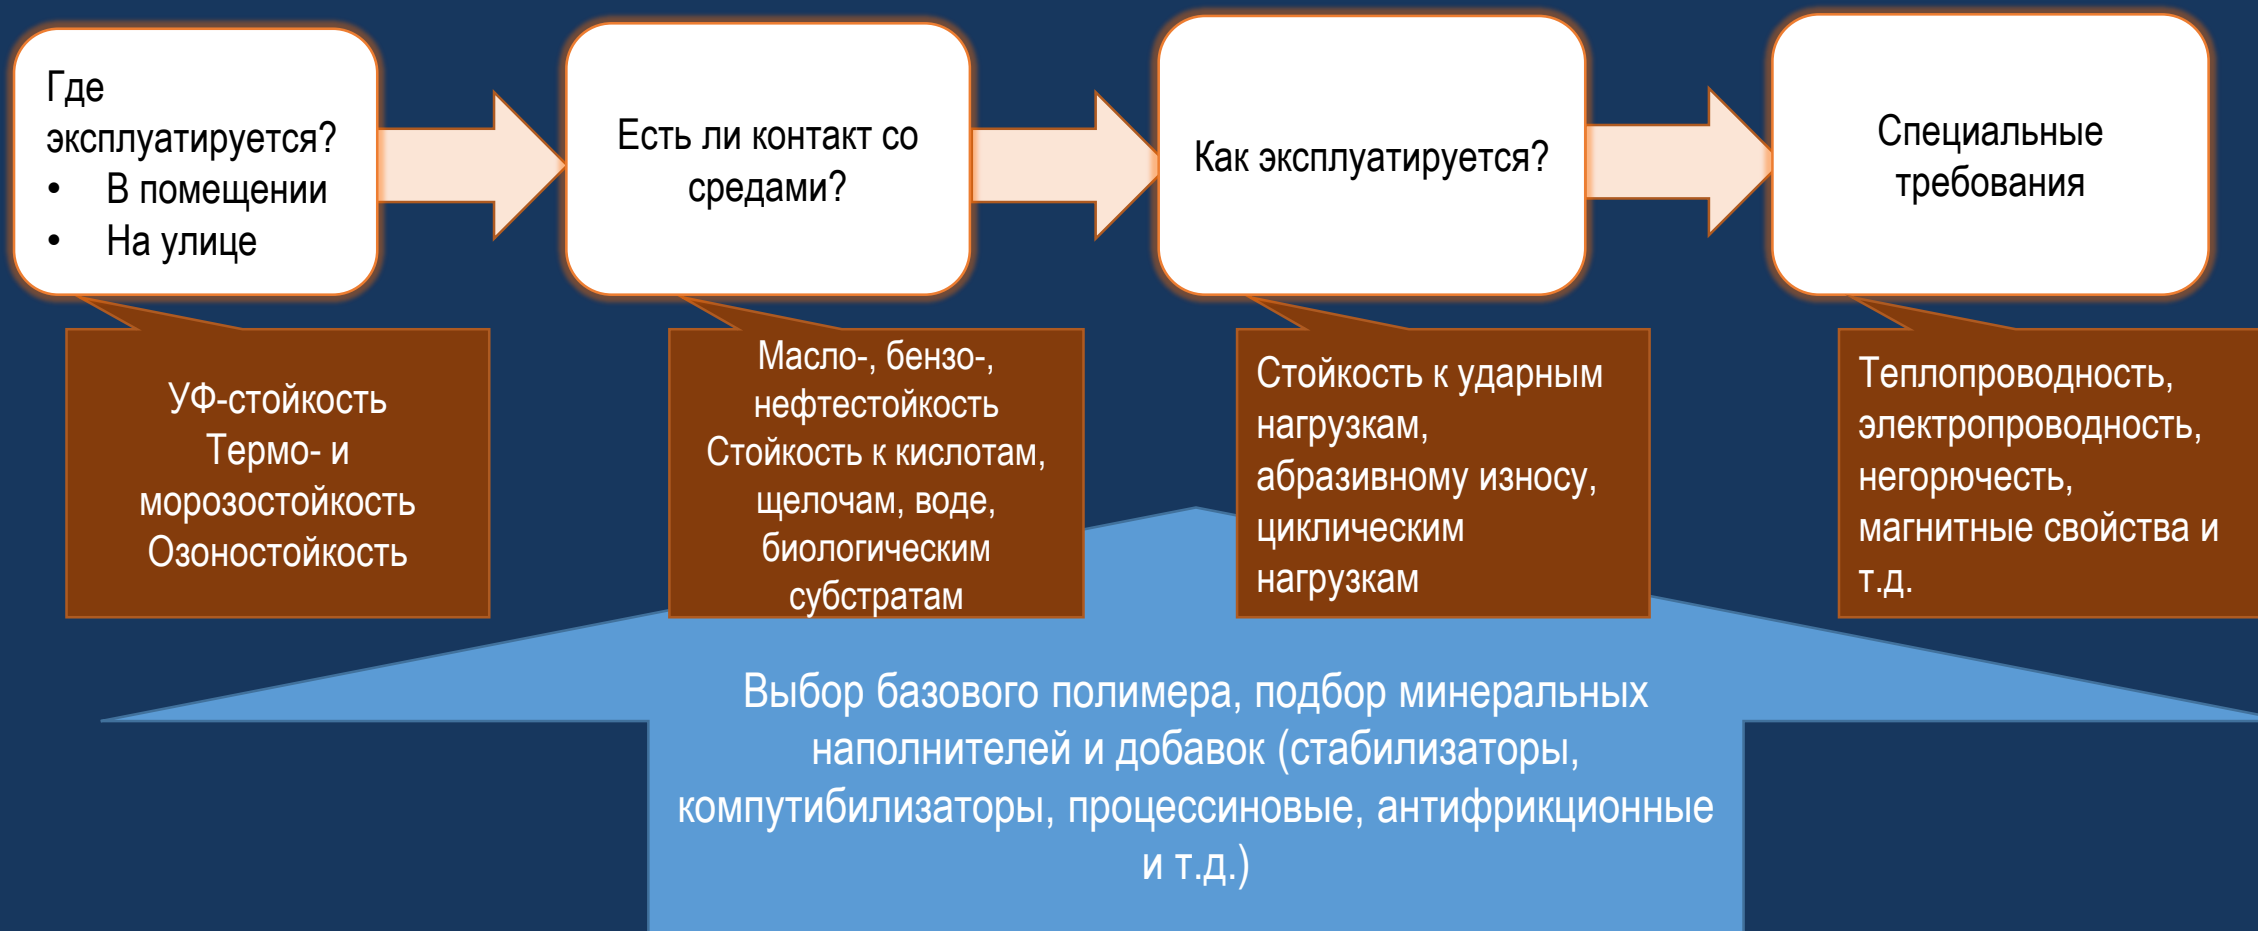 Где
эксплуатируется?
• В помещении
• На улице
Есть ли контакт со
средами?
Как эксплуатируется?
Специальные
требования
УФ-стойкость
Термо- и
морозостойкость
Озоностойкость
Масло-, бензо-,
нефтестойкость
Стойкость к кислотам,
щелочам, воде,
биологическим
субстратам
Стойкость к ударным
нагрузкам,
абразивному износу,
циклическим
нагрузкам
Теплопроводность,
электропроводность,
негорючесть,
магнитные свойства и
т.д.
Выбор базового полимера, подбор минеральных
наполнителей и добавок (стабилизаторы,
компутибилизаторы, процессиновые, антифрикционные
и т.д.)